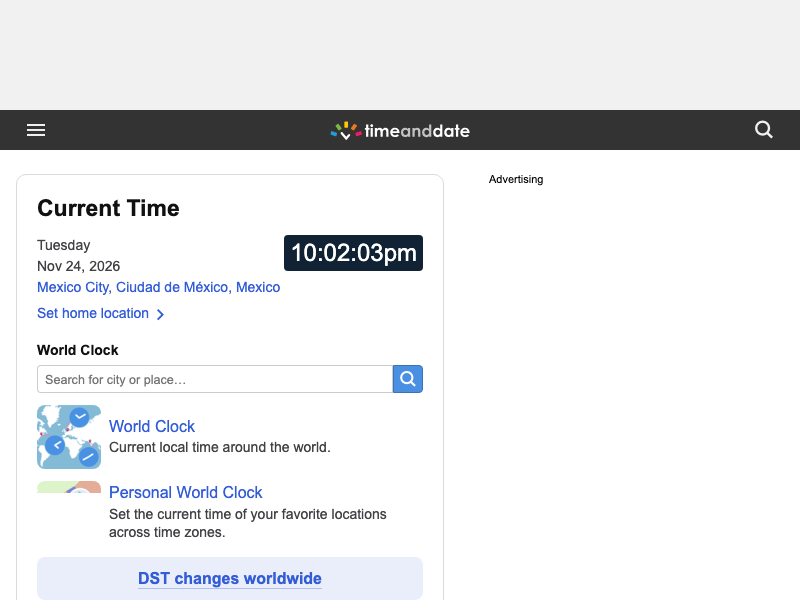 timeanddate
Advertising
Current Time
Tuesday
Nov 24, 2026
10:02:03pm
Mexico City, Ciudad de México, Mexico
Set home location
World Clock
Search for city or place…
World Clock
Current local time around the world.
Personal World Clock
Set the current time of your favorite locations
across time zones.
DST changes worldwide